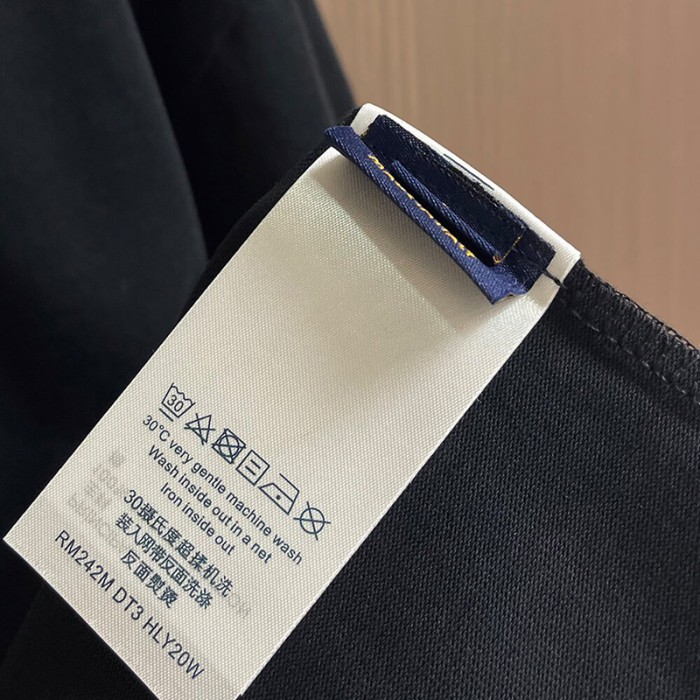 30
30°C very gentle machine wash
Wash inside out in a net
Iron inside out
30摄氏度超揉机洗
装入网带反面洗涤
反面熨烫
RM242M DT3 HLY20W